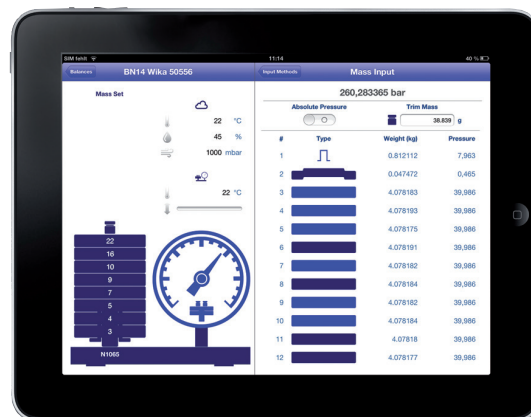 SIM fehlt
11:14
40 %
Balances
BN14 Wika 50556
Input Methods
Mass Input
Mass Set
22 °C
45 %
1000 mbar
22 °C
22
16
10
9
7
5
4
3
N1065
260,283365 bar
Absolute Pressure
Trim Mass
38.839 g
# Type Weight (kg) Pressure
1 0.812112 7,963
2 0.047472 0,465
3 4.078183 39,986
4 4.078193 39,986
5 4.078175 39,986
6 4.078191 39,986
7 4.078182 39,986
8 4.078184 39,986
9 4.078182 39,986
10 4.078184 39,986
11 4.07818 39,986
12 4.078177 39,986